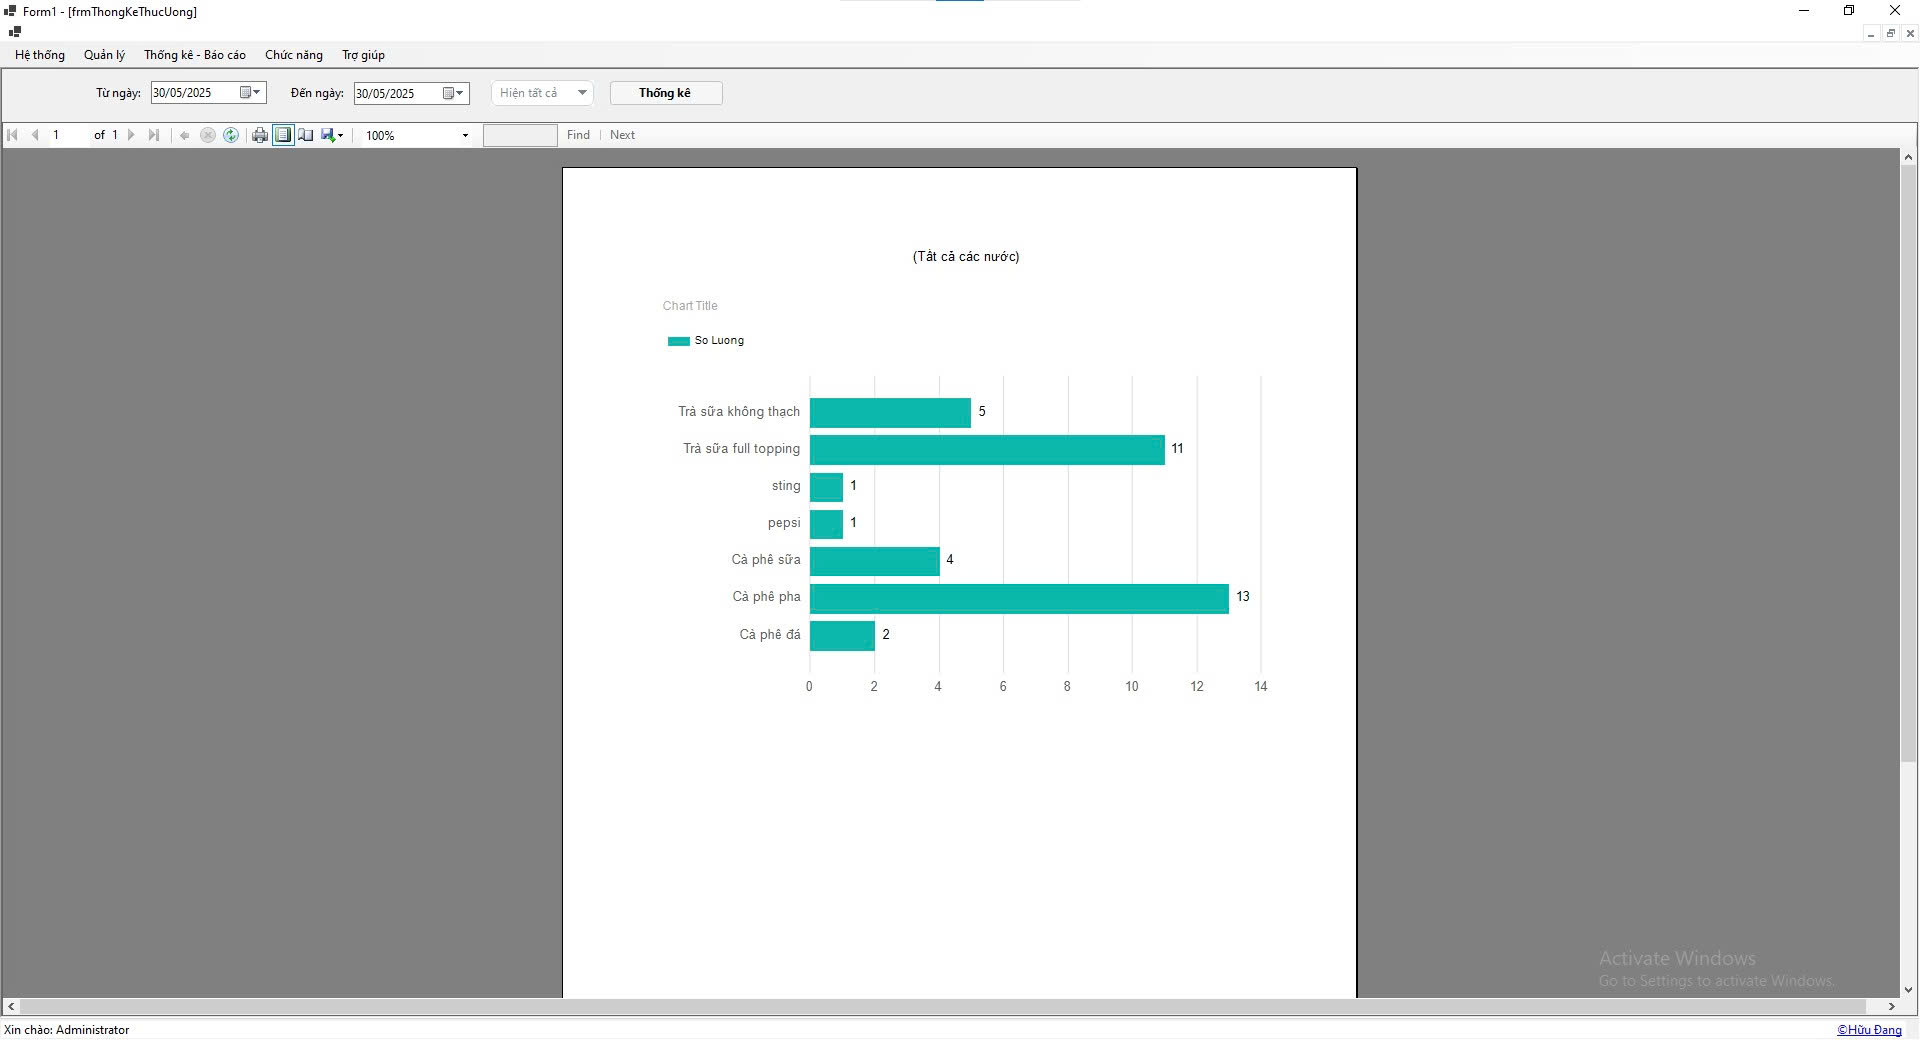 Form1 - [frmThongKeThucUong]
Hệ thống Quản lý Thống kê - Báo cáo Chức năng Trợ giúp
Từ ngày: 30/05/2025 Đến ngày: 30/05/2025 Hiện tất cả Thống kê
1 of 1 100% Find | Next
(Tất cả các nước)
Chart Title
So Luong
Trà sữa không thạch 5
Trà sữa full topping 11
sting 1
pepsi 1
Cà phê sữa 4
Cà phê pha 13
Cà phê đá 2
0 2 4 6 8 10 12 14
Activate Windows
Go to Settings to activate Windows.
Xin chào: Administrator ©Hữu Đang